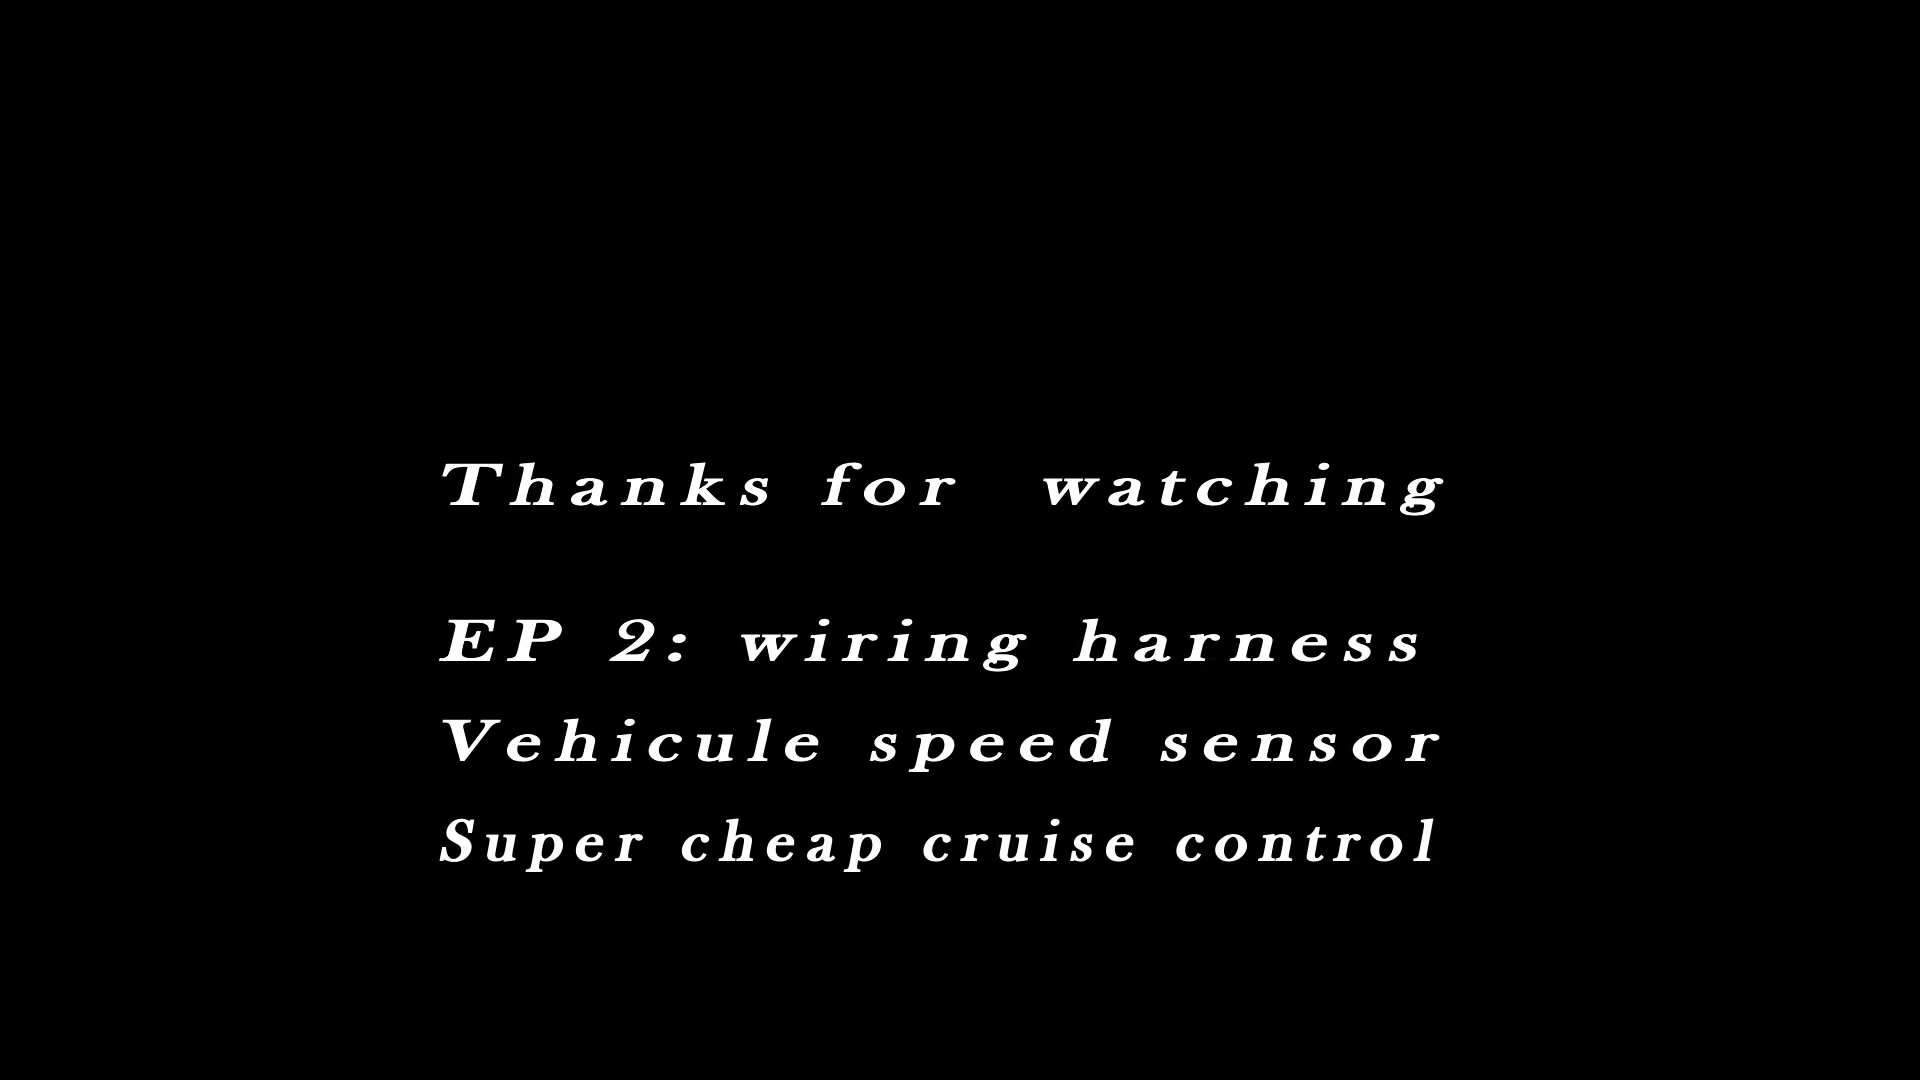 Thanks for watching
EP 2: wiring harness
Vehicule speed sensor
Super cheap cruise control